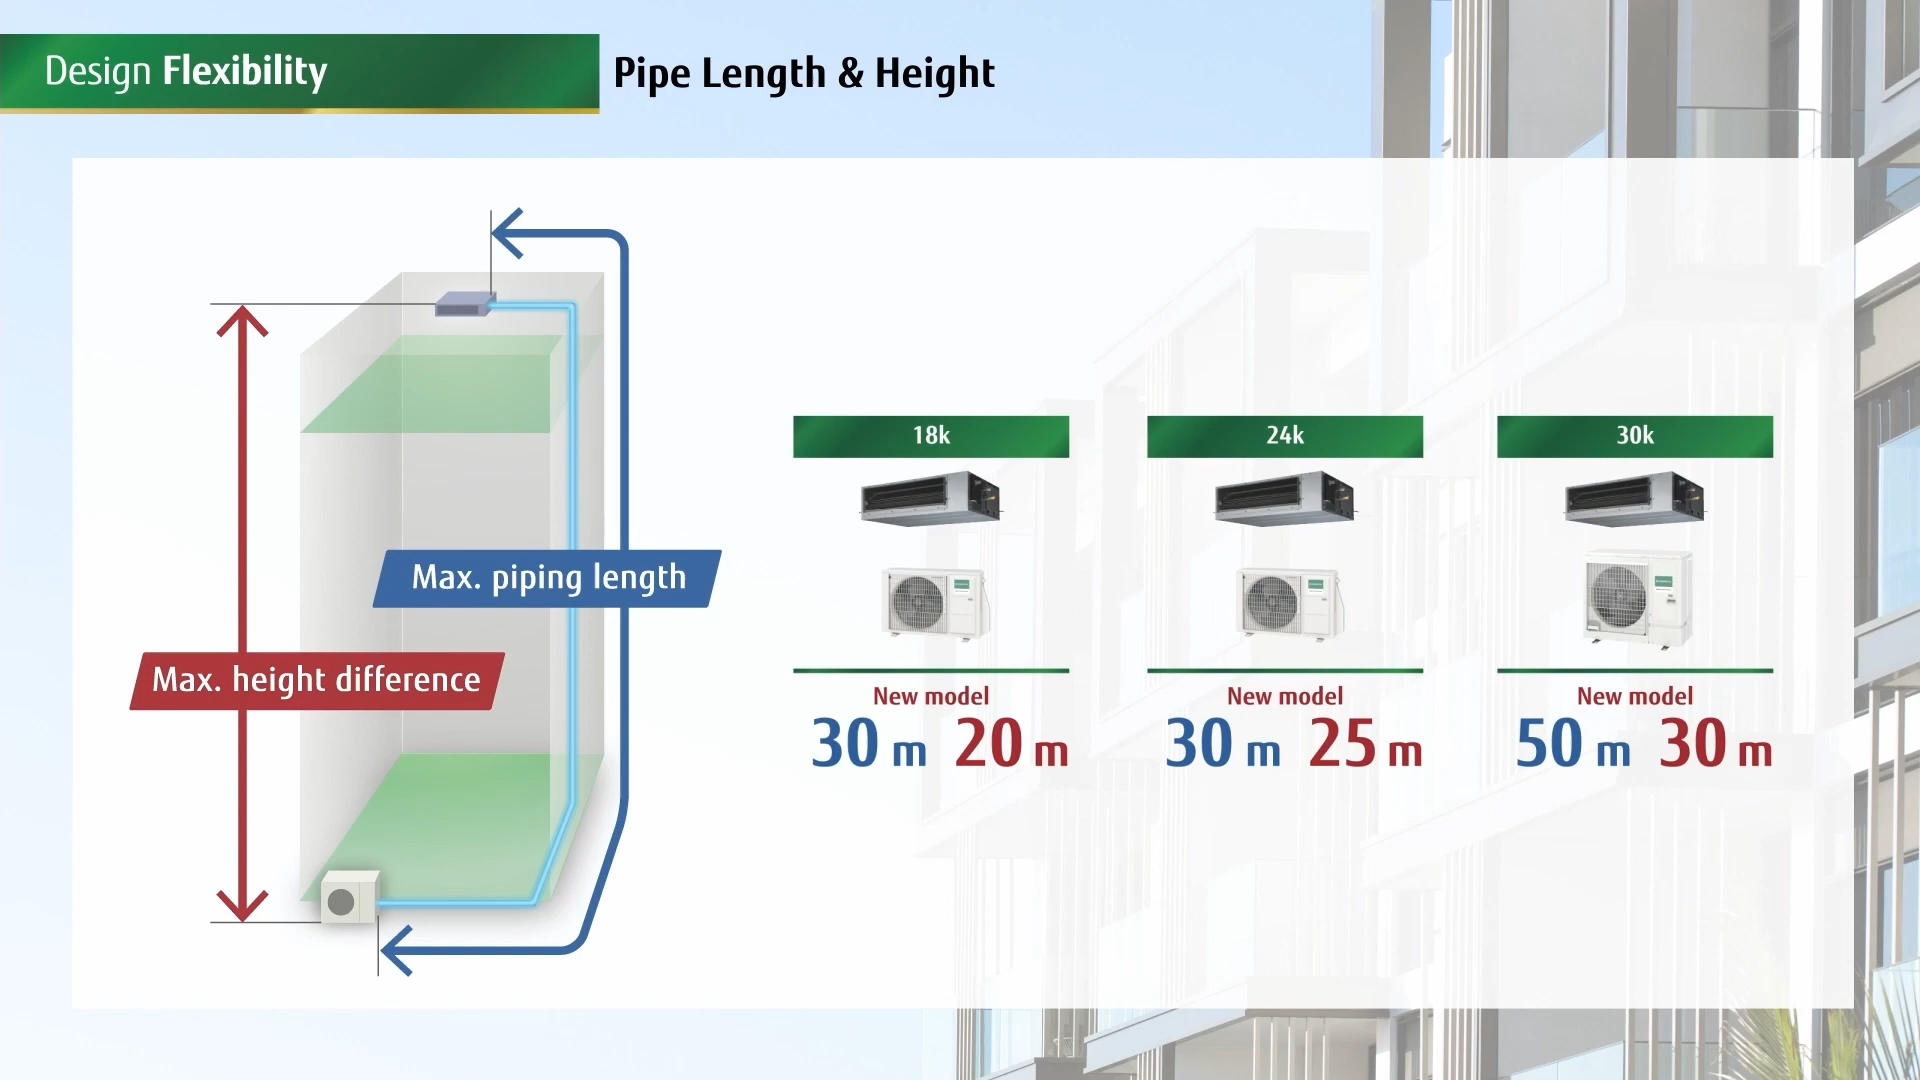 Design Flexibility
Pipe Length & Height
Max. piping length
Max. height difference
18k
New model
30 m 20 m
24k
New model
30 m 25 m
30k
New model
50 m 30 m